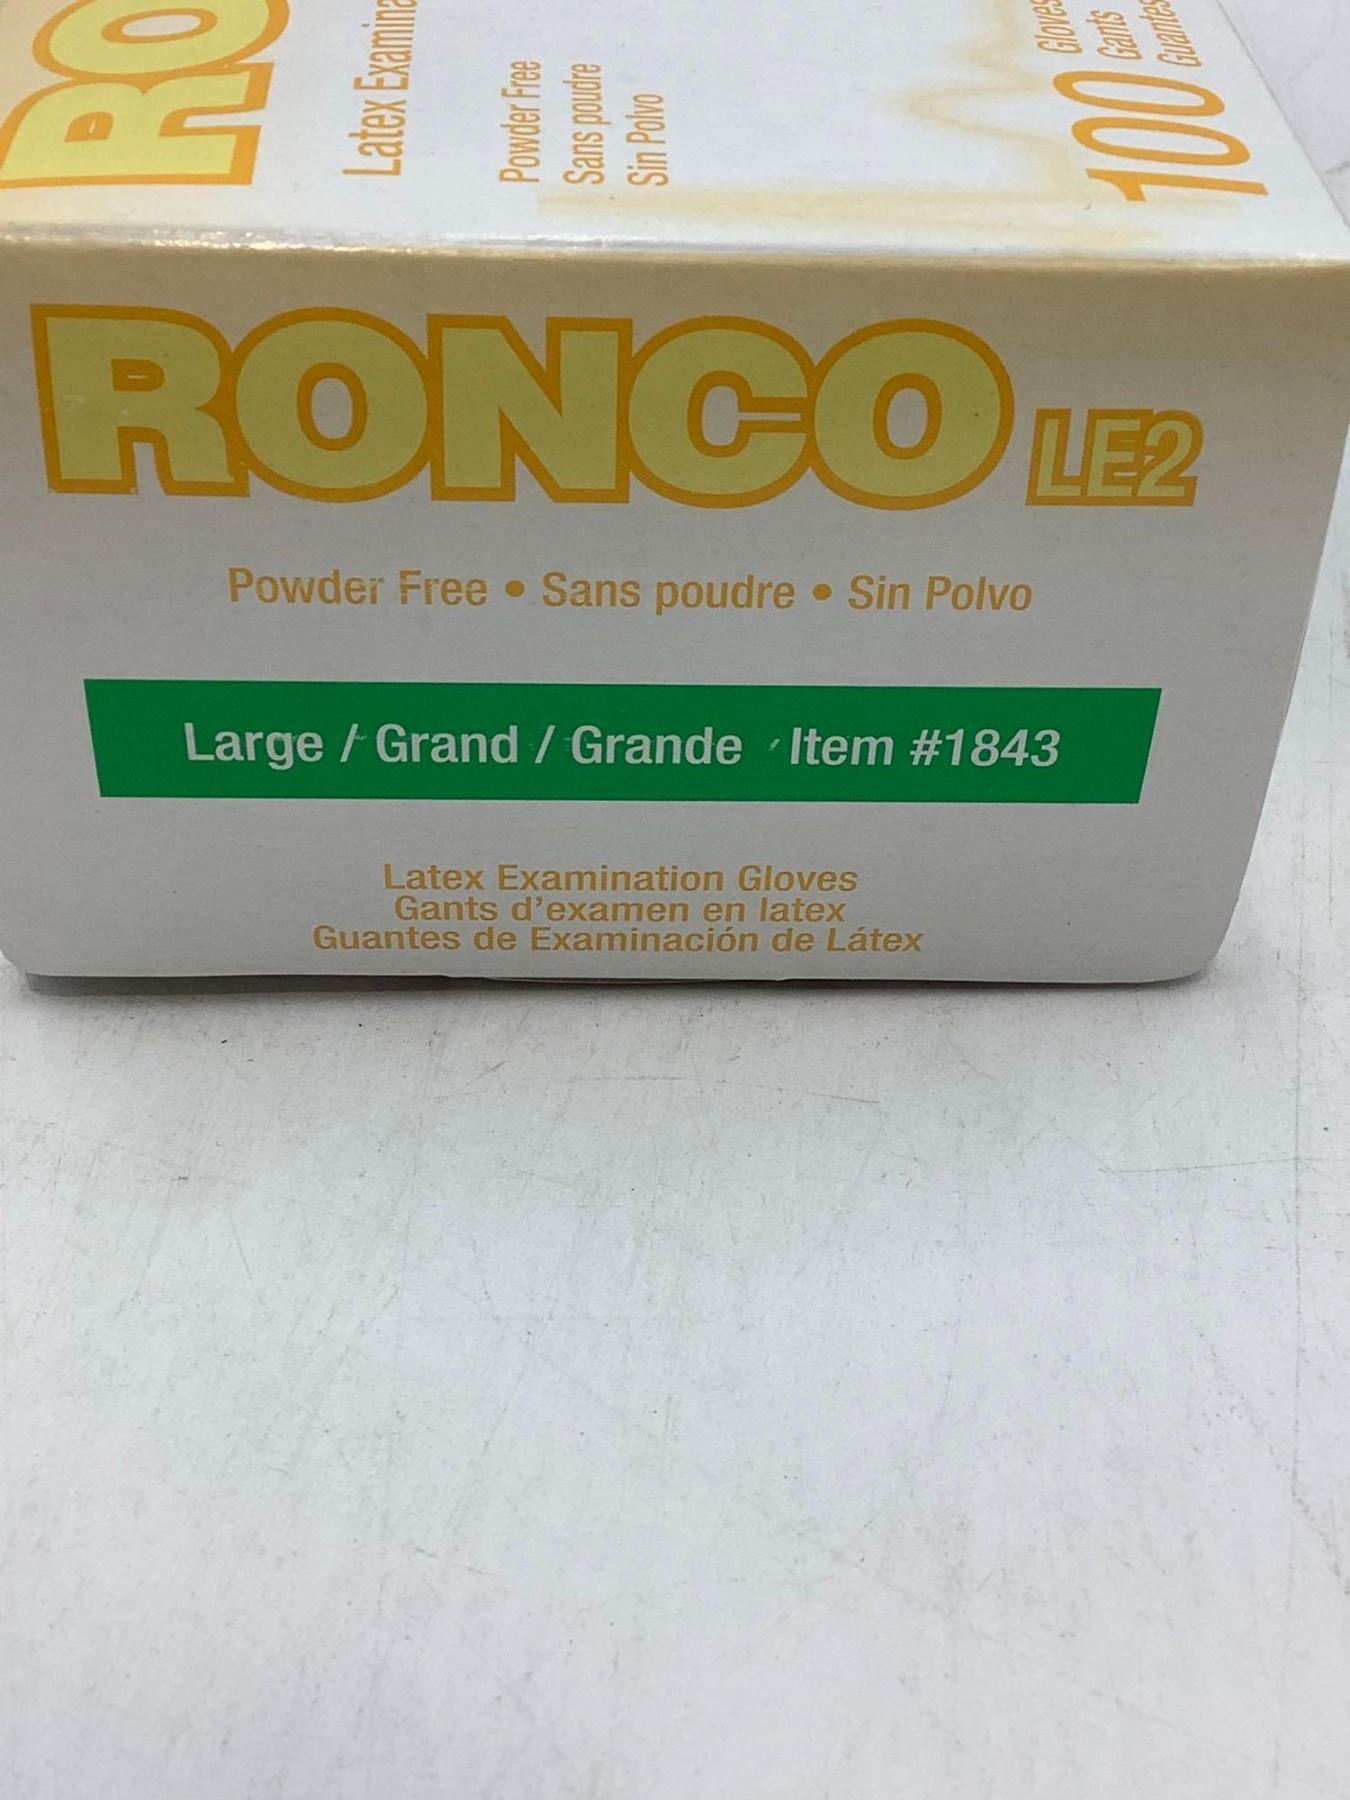 RO
Latex Examina
Powder Free
Sans poudre
Sin Polvo
100
Gloves
Gants
Guantes
RONCO LE2
Powder Free • Sans poudre • Sin Polvo
Large / Grand / Grande Item #1843
Latex Examination Gloves
Gants d'examen en latex
Guantes de Examinación de Látex